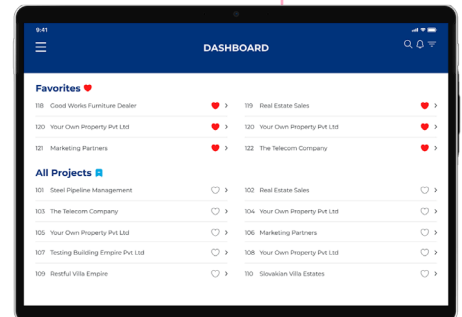 9:41
DASHBOARD
Favorites
118 Good Works Furniture Dealer
119 Real Estate Sales
120 Your Own Property Pvt Ltd
120 Your Own Property Pvt Ltd
121 Marketing Partners
122 The Telecom Company
All Projects
101 Steel Pipeline Management
102 Real Estate Sales
103 The Telecom Company
104 Your Own Property Pvt Ltd
105 Your Own Property Pvt Ltd
106 Marketing Partners
107 Testing Building Empire Pvt Ltd
108 Your Own Property Pvt Ltd
109 Restful Villa Empire
110 Slovakian Villa Estates